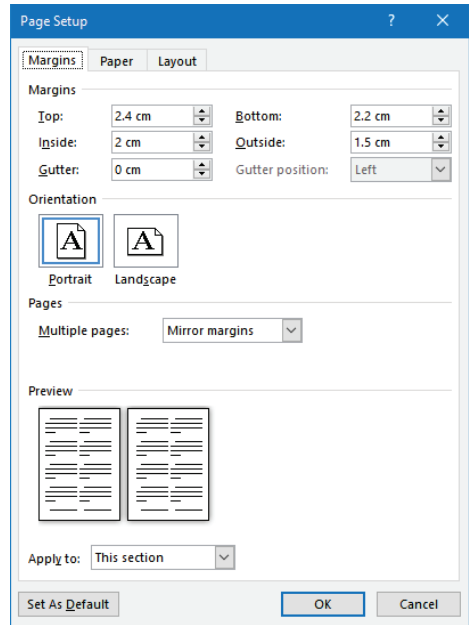 Page Setup ? ×
Margins Paper Layout
Margins
Top: 2.4 cm Bottom: 2.2 cm
Inside: 2 cm Outside: 1.5 cm
Gutter: 0 cm Gutter position: Left
Orientation
A A
Portrait Landscape
Pages
Multiple pages: Mirror margins
Preview
Apply to: This section
Set As Default OK Cancel